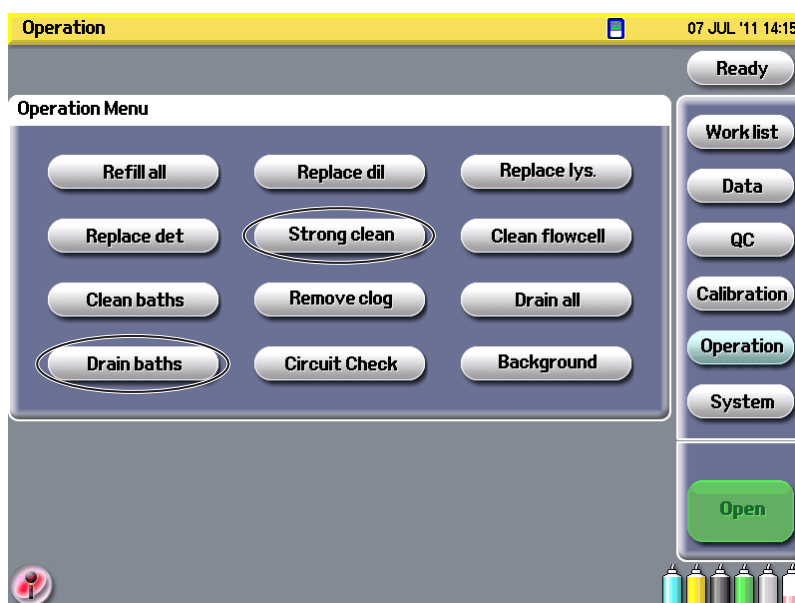 Operation
07 JUL '11 14:15
Ready
Operation Menu
Refill all
Replace dil
Replace lys.
Replace det
Strong clean
Clean flowcell
Clean baths
Remove clog
Drain all
Drain baths
Circuit Check
Background
Work list
Data
QC
Calibration
Operation
System
Open